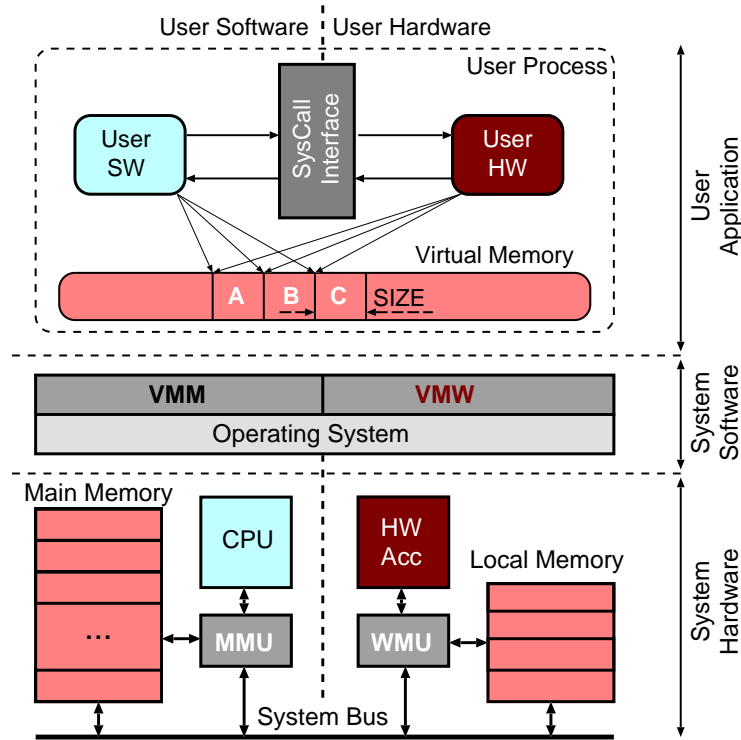 User Software
User Hardware
User Process
User
SW
SysCall
Interface
User
HW
User
Application
Virtual Memory
A
B
C
SIZE
VMM
VMW
Operating System
System
Software
Main Memory
CPU
HW
Acc
Local Memory
...
MMU
WMU
System
Hardware
System Bus